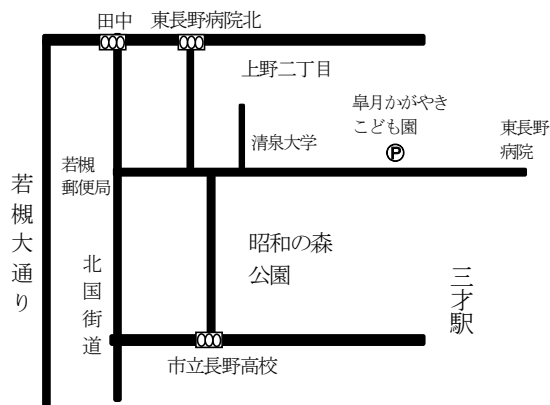 田中
東長野病院北
上野二丁目
皐月かがやき
こども園
東長野
病院
清泉大学
Ⓟ
若槻
郵便局
若槻大通り
昭和の森
公園
北国街道
三才駅
市立長野高校